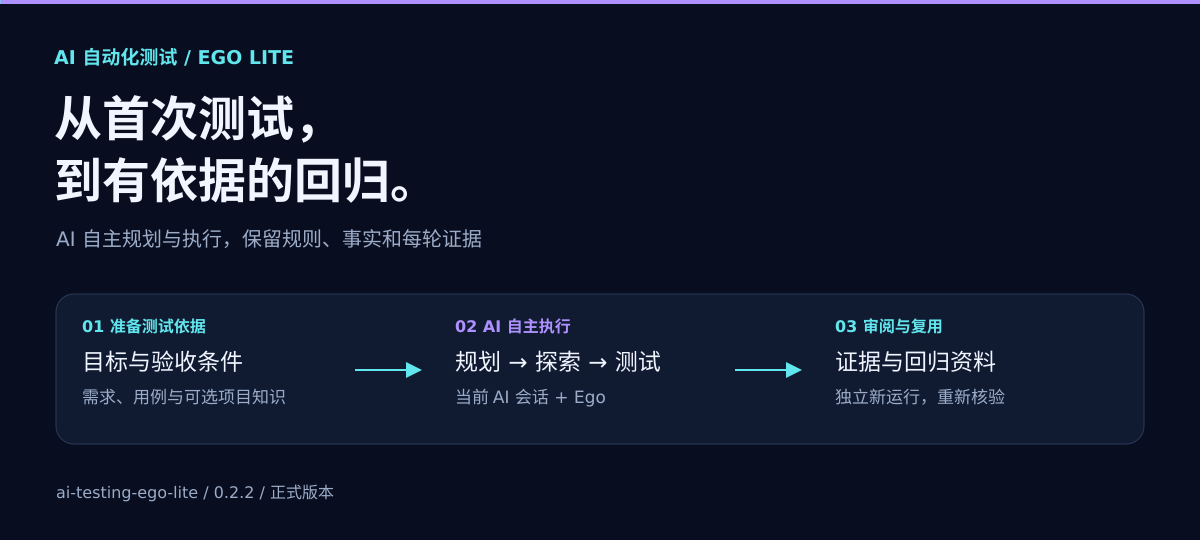 AI 自动化测试 / EGO LITE
从首次测试，
到有依据的回归。
AI 自主规划与执行，保留规则、事实和每轮证据
01 准备测试依据
目标与验收条件
需求、用例与可选项目知识
02 AI 自主执行
规划 → 探索 → 测试
当前 AI 会话 + Ego
03 审阅与复用
证据与回归资料
独立新运行，重新核验
ai-testing-ego-lite / 0.2.2 / 正式版本